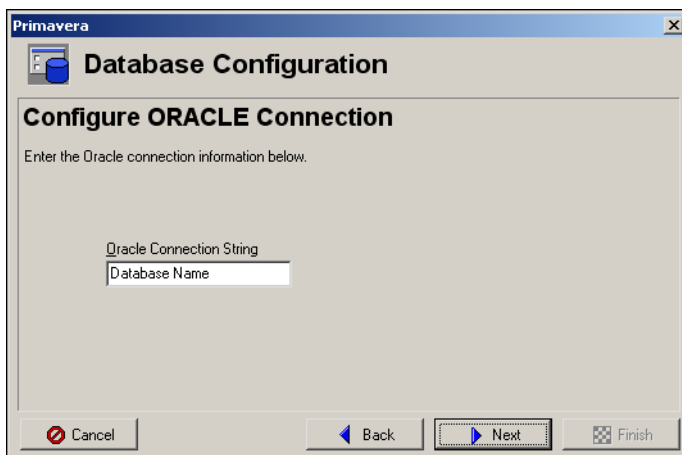 Primavera
Database Configuration
Configure ORACLE Connection
Enter the Oracle connection information below.
Oracle Connection String
Database Name
Cancel
Back
Next
Finish